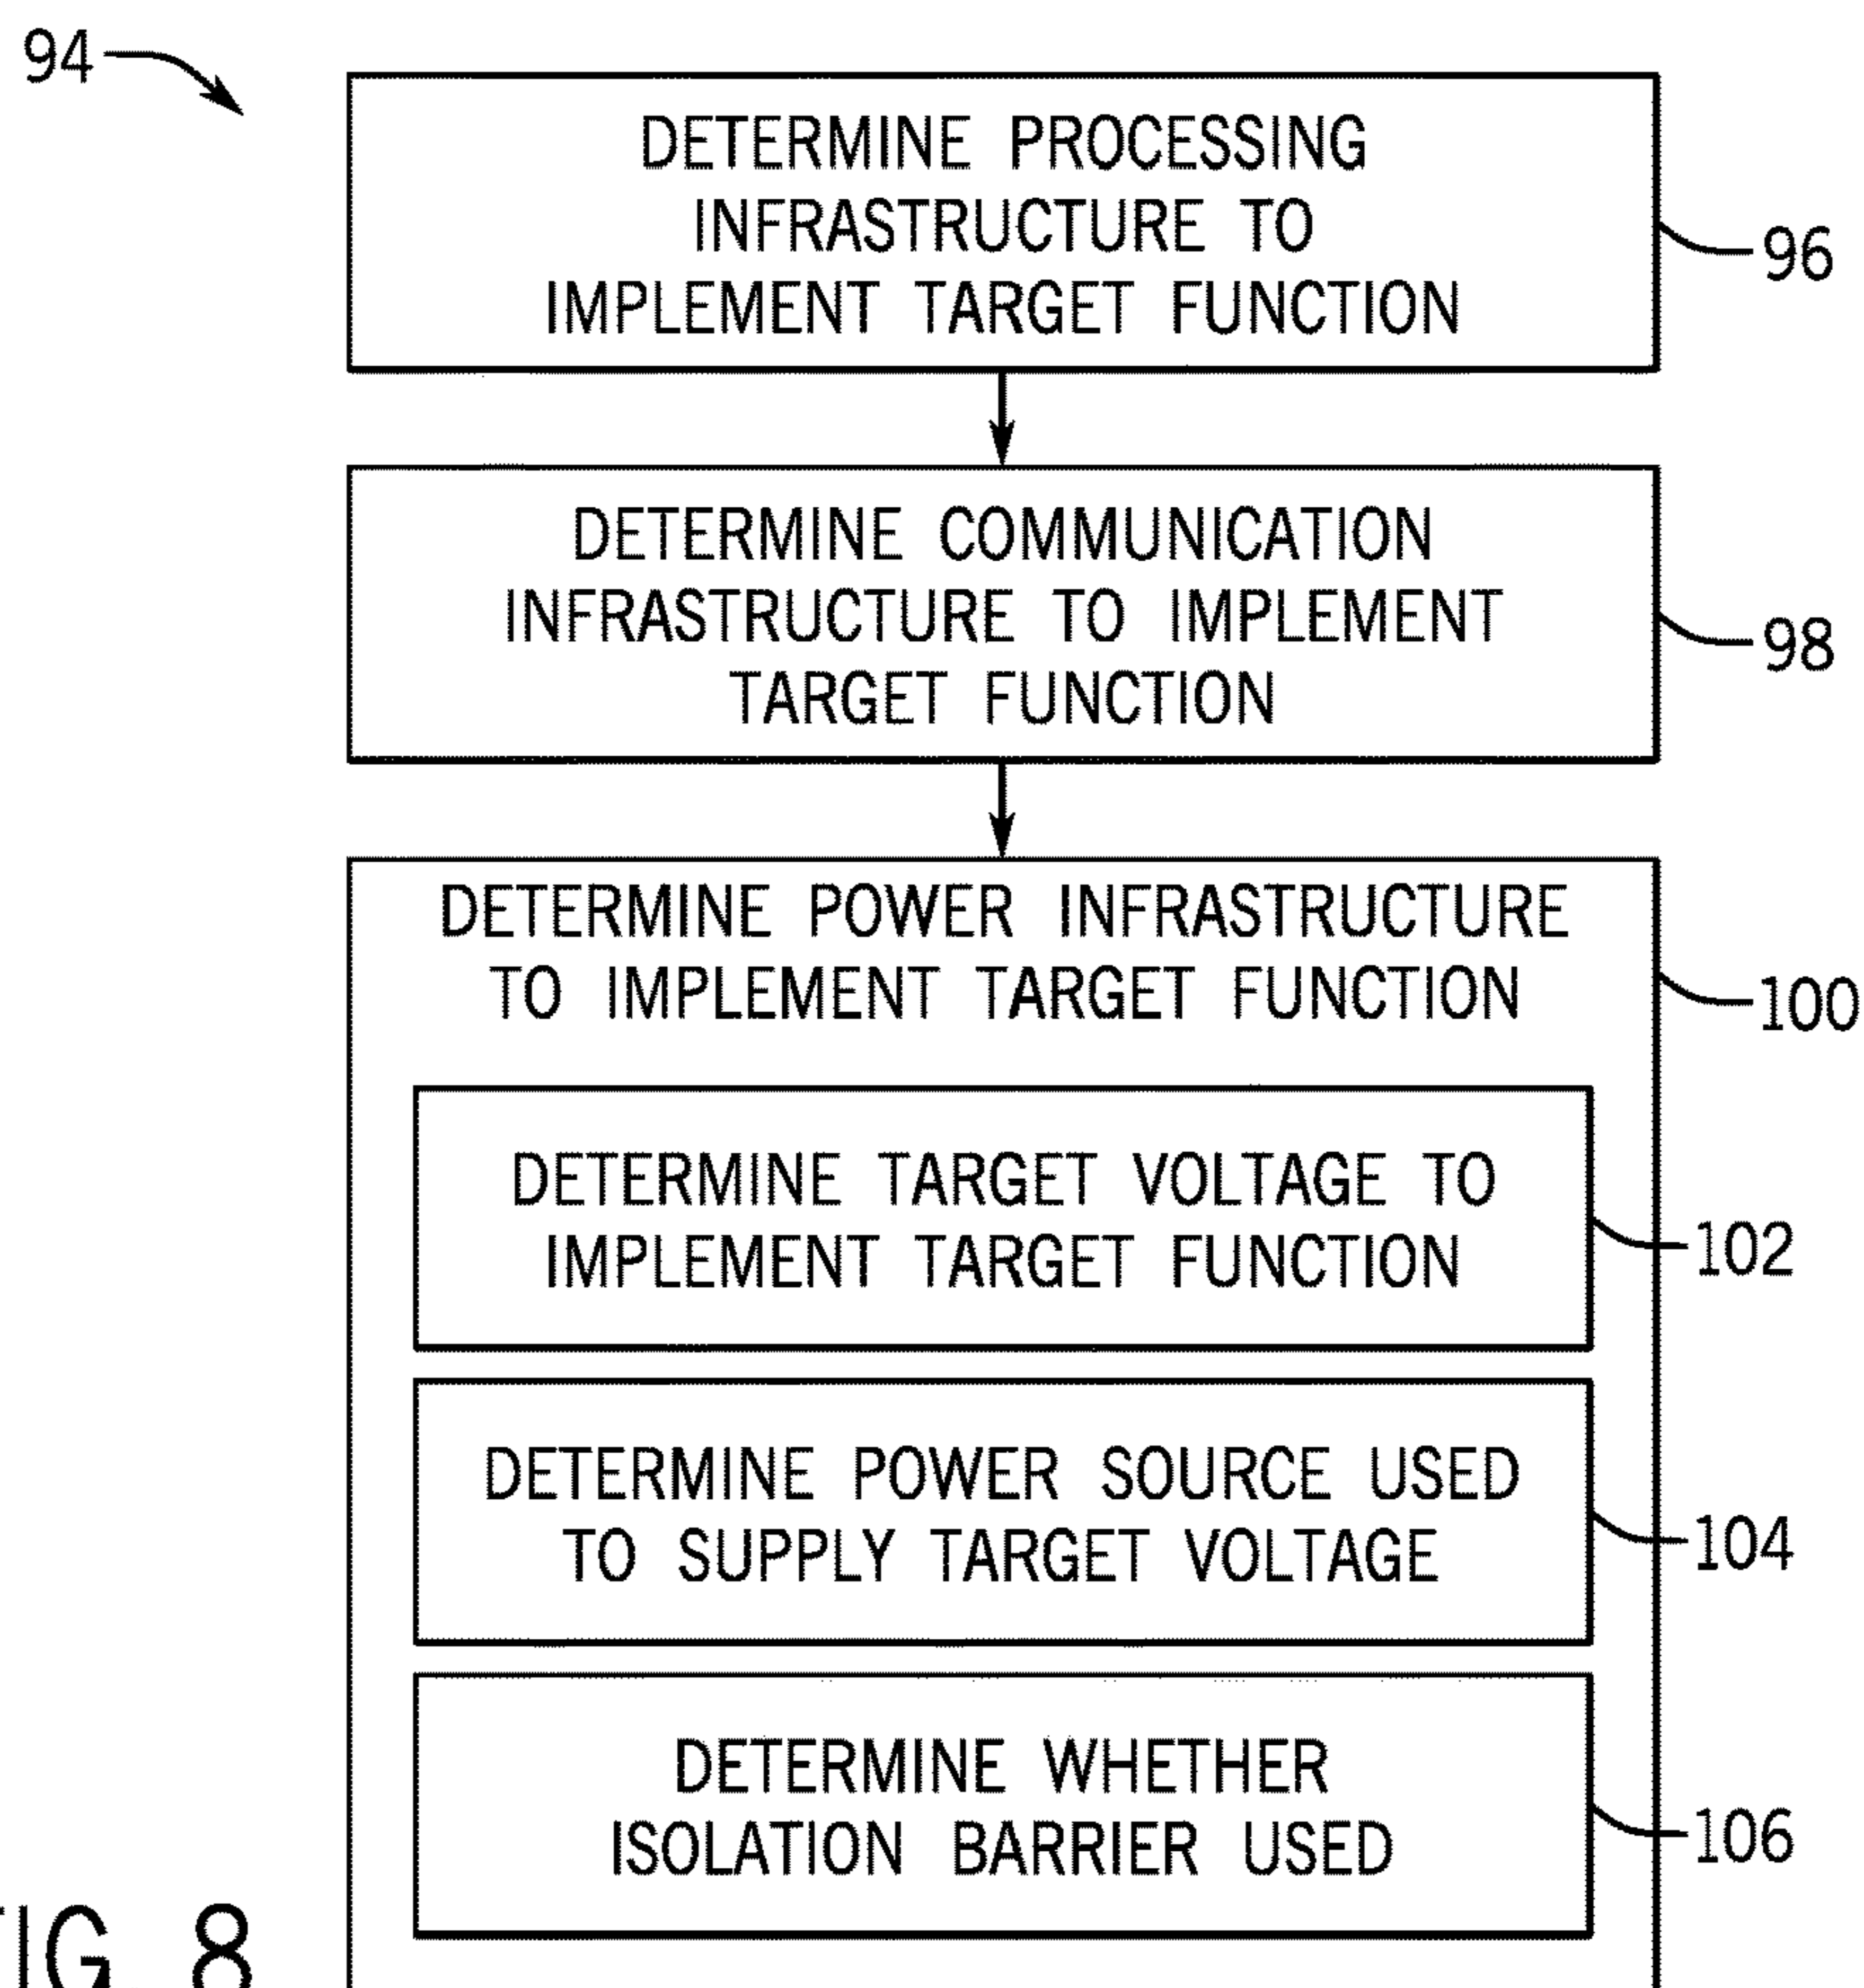 94
DETERMINE PROCESSING
INFRASTRUCTURE TO
IMPLEMENT TARGET FUNCTION
96
DETERMINE COMMUNICATION
INFRASTRUCTURE TO IMPLEMENT
TARGET FUNCTION
98
DETERMINE POWER INFRASTRUCTURE
TO IMPLEMENT TARGET FUNCTION
100
DETERMINE TARGET VOLTAGE TO
IMPLEMENT TARGET FUNCTION
102
DETERMINE POWER SOURCE USED
TO SUPPLY TARGET VOLTAGE
104
DETERMINE WHETHER
ISOLATION BARRIER USED
106
FIG. 8